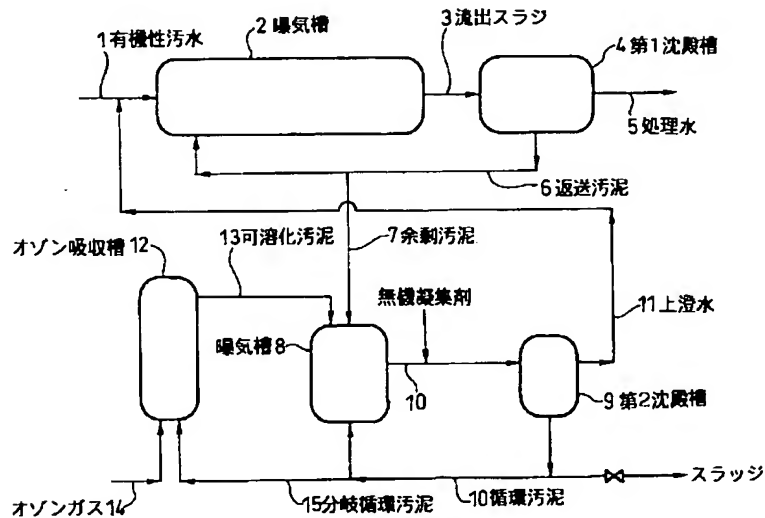 1有機性汚水
2曝気槽
3流出スラジ
4第1沈殿槽
5処理水
6返送汚泥
オゾン吸収槽12
13可溶化汚泥
7余剰汚泥
無機凝集剤
11上澄水
曝気槽8
10
9第2沈殿槽
オゾンガス14
15分岐循環汚泥
10循環汚泥
スラッジ